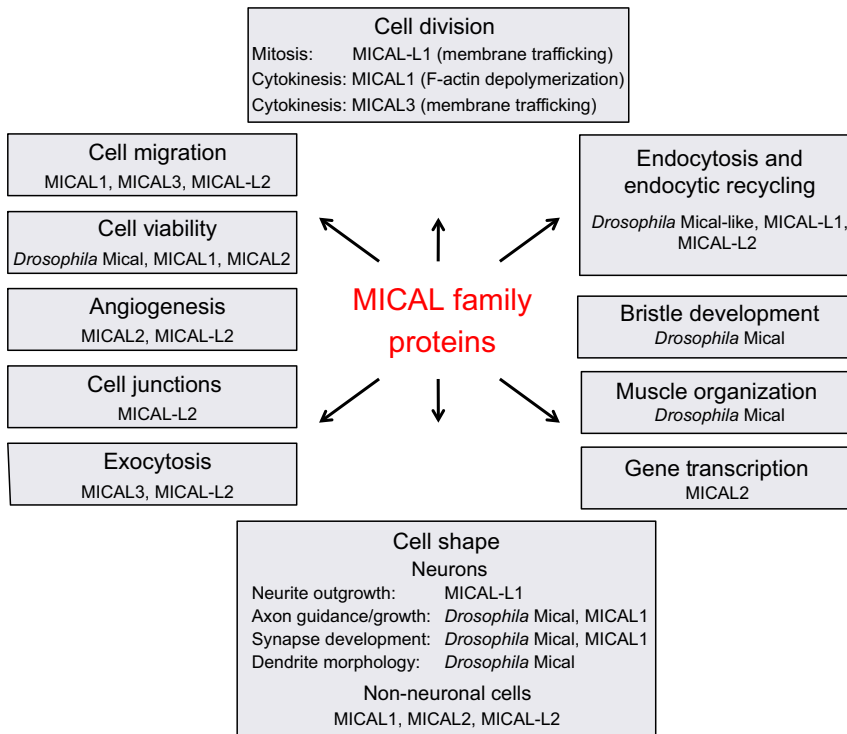 Cell division
Mitosis: MICAL-L1 (membrane trafficking)
Cytokinesis: MICAL1 (F-actin depolymerization)
Cytokinesis: MICAL3 (membrane trafficking)
Cell migration
MICAL1, MICAL3, MICAL-L2
Cell viability
Drosophila Mical, MICAL1, MICAL2
Angiogenesis
MICAL2, MICAL-L2
Cell junctions
MICAL-L2
Exocytosis
MICAL3, MICAL-L2
MICAL family
proteins
Endocytosis and
endocytic recycling
Drosophila Mical-like, MICAL-L1,
MICAL-L2
Bristle development
Drosophila Mical
Muscle organization
Drosophila Mical
Gene transcription
MICAL2
Cell shape
Neurons
Neurite outgrowth: MICAL-L1
Axon guidance/growth: Drosophila Mical, MICAL1
Synapse development: Drosophila Mical, MICAL1
Dendrite morphology: Drosophila Mical
Non-neuronal cells
MICAL1, MICAL2, MICAL-L2